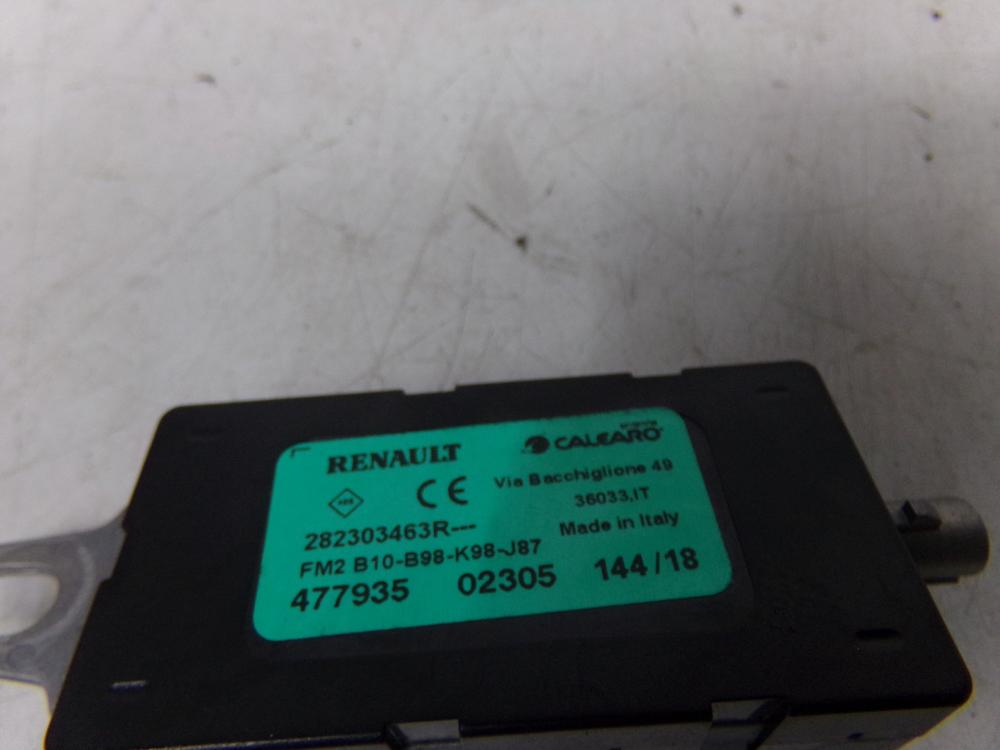 RENAULT
CALEARO
Via Bacchiglione 49
36033,IT
Made in Italy
CE
282303463R---
FM2 B10-B98-K98-J87
477935 02305 144/18